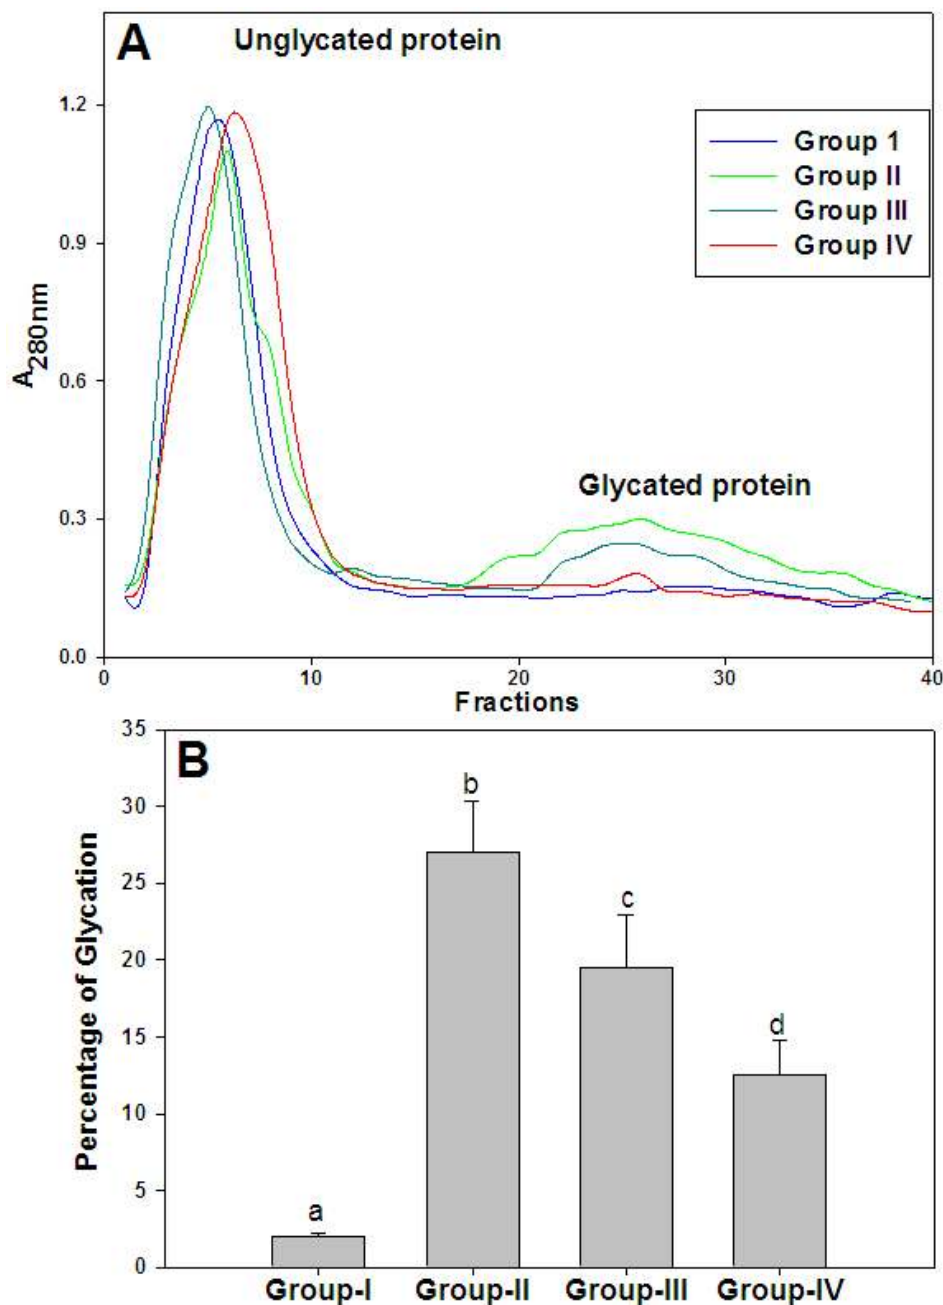 A
Unglycated protein
1.2
Group 1
Group II
Group III
Group IV
0.9
A280nm
0.6
Glycated protein
0.3
0.0
0 10 20 30 40
Fractions
B
35
b
30
25
c
20
Percentage of Glycation
15
d
10
5
a
0
Group-I Group-II Group-III Group-IV